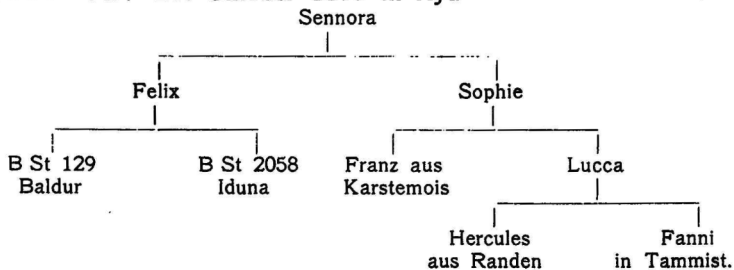 Sennora
Felix Sophie
B St 129 B St 2058 Franz aus Lucca
Baldur Iduna Karstemois
Hercules Fanni
aus Randen in Tammist.